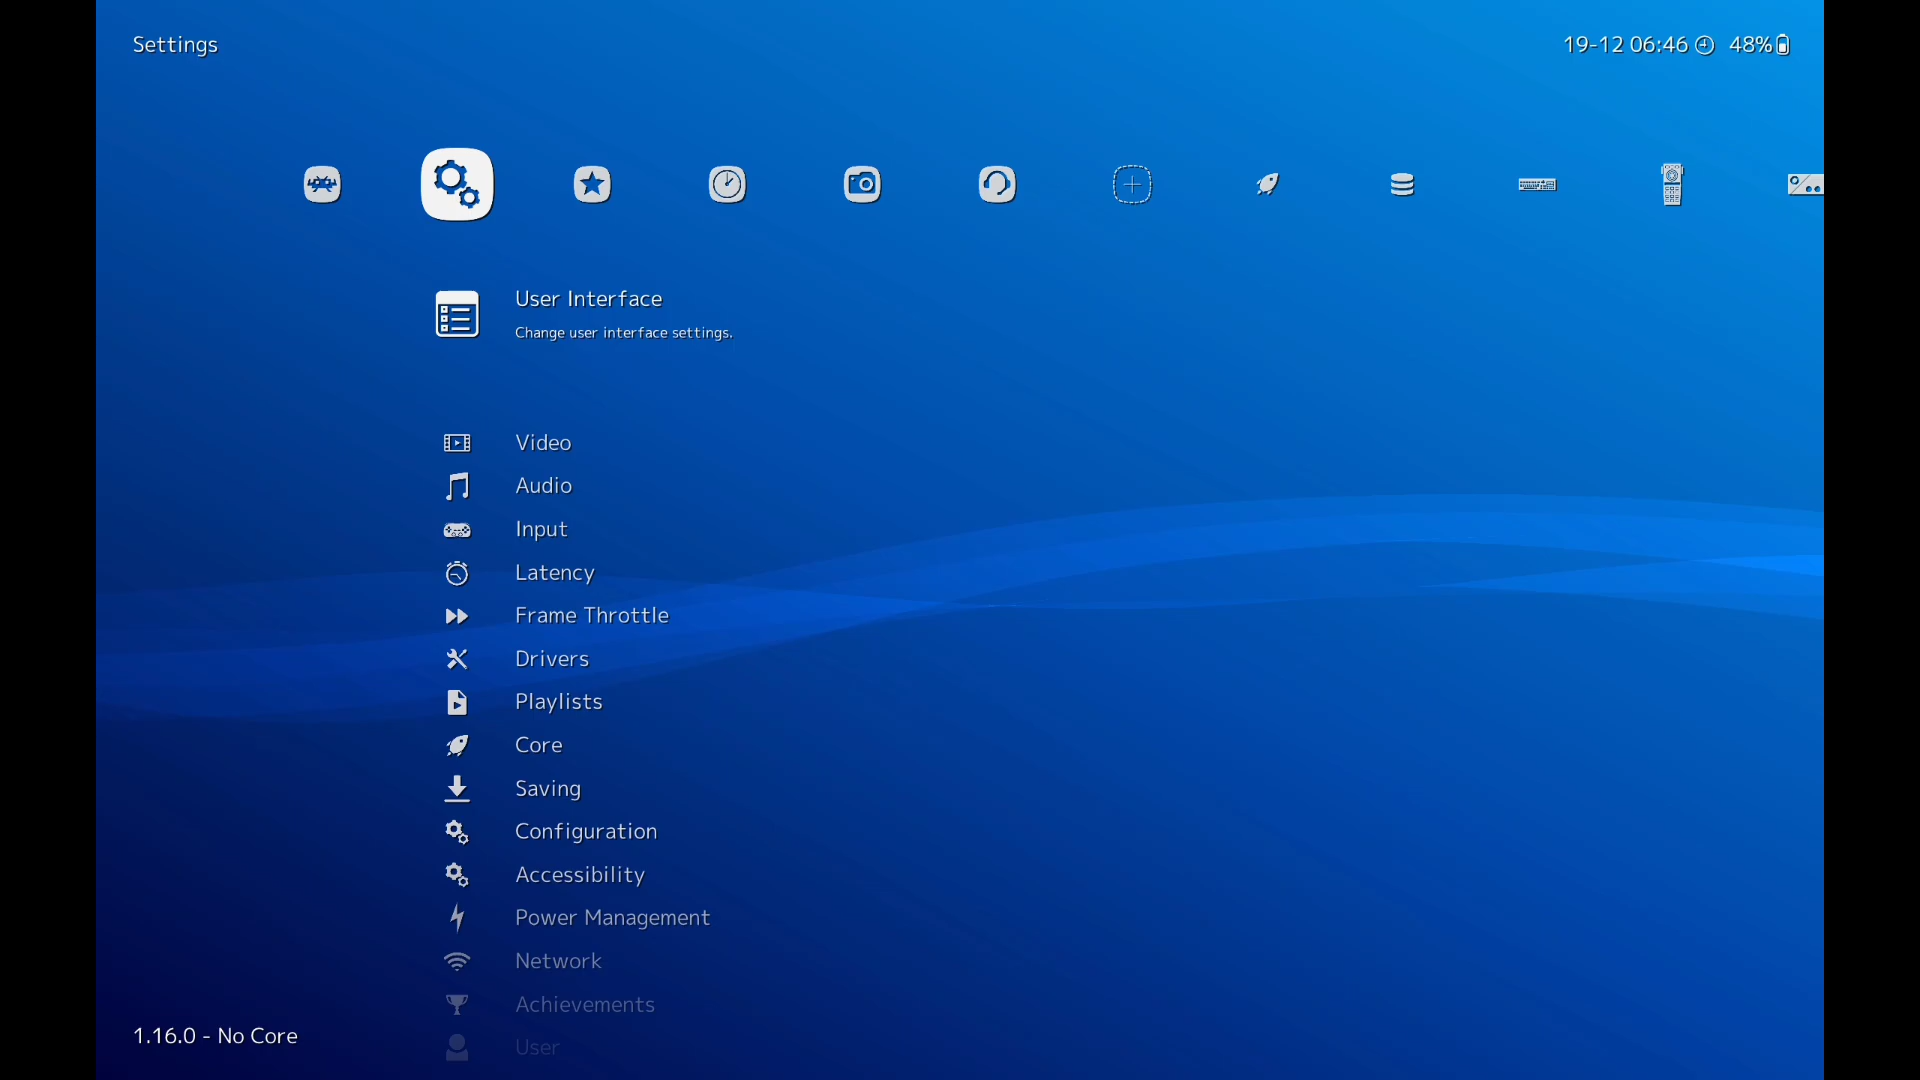 Settings
19-12 06:46 48%
User Interface
Change user interface settings.
Video
Audio
Input
Latency
Frame Throttle
Drivers
Playlists
Core
Saving
Configuration
Accessibility
Power Management
Network
Achievements
User
1.16.0 - No Core